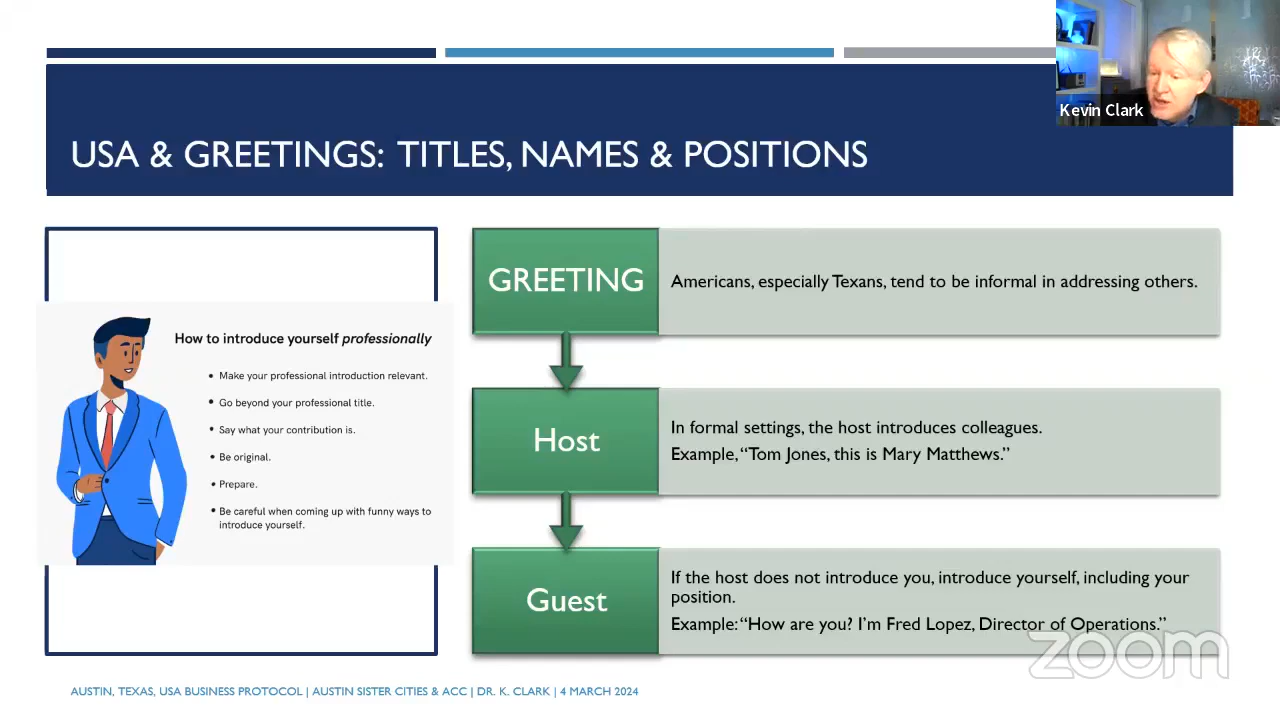 Kevin Clark
USA & GREETINGS: TITLES, NAMES & POSITIONS
How to introduce yourself professionally
• Make your professional introduction relevant.
• Go beyond your professional title.
• Say what your contribution is.
• Be original.
• Prepare.
• Be careful when coming up with funny ways to
introduce yourself.
GREETING
Americans, especially Texans, tend to be informal in addressing others.
Host
In formal settings, the host introduces colleagues.
Example, “Tom Jones, this is Mary Matthews.”
Guest
If the host does not introduce you, introduce yourself, including your
position.
Example: “How are you? I’m Fred Lopez, Director of Operations.”
zoom
AUSTIN, TEXAS, USA BUSINESS PROTOCOL | AUSTIN SISTER CITIES & ACC | DR. K. CLARK | 4 MARCH 2024